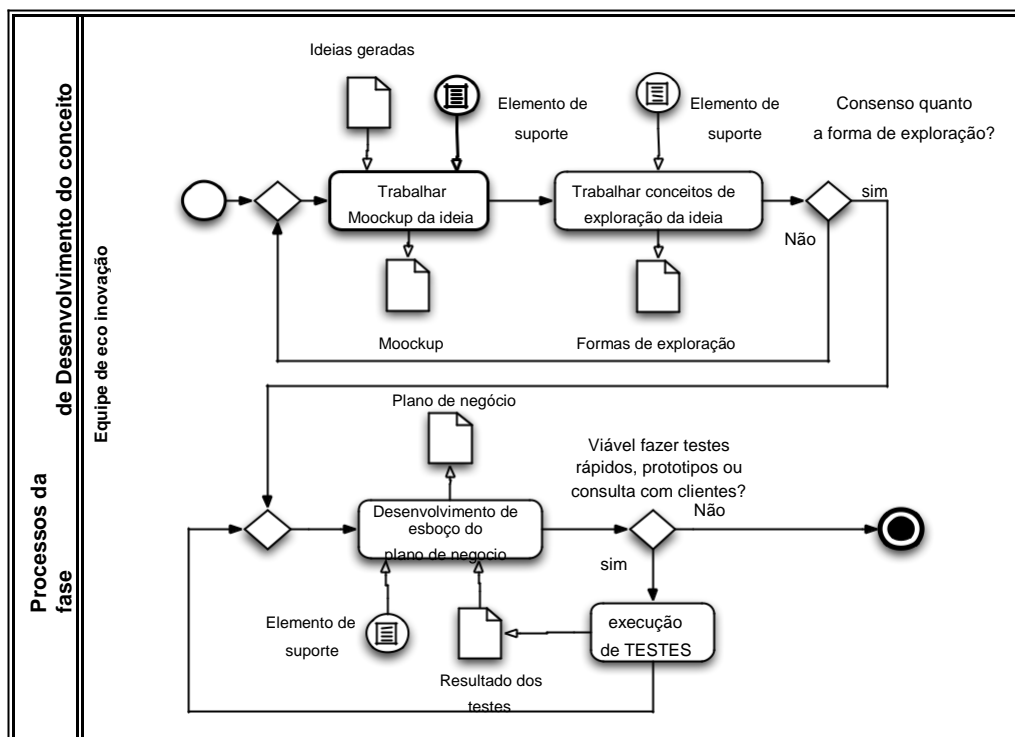 Processos da
fase
de Desenvolvimento do conceito
Equipe de eco inovação
Ideias geradas
Elemento de
suporte
Elemento de
suporte
Consenso quanto
a forma de exploração?
Trabalhar
Moockup da ideia
Trabalhar conceitos de
exploração da ideia
sim
Não
Moockup
Formas de exploração
Plano de negócio
Viável fazer testes
rápidos, prototipos ou
consulta com clientes?
Não
Desenvolvimento de
esboço do
plano de negocio
sim
Elemento de
suporte
execução
de TESTES
Resultado dos
testes